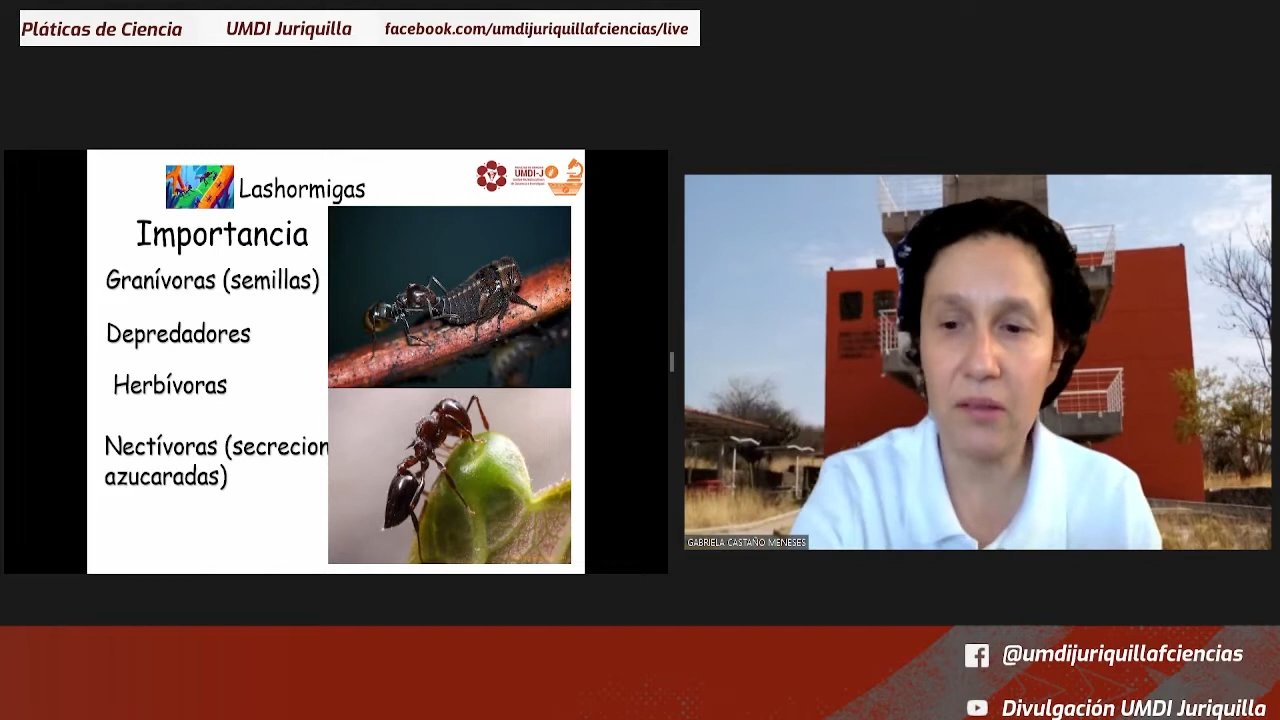 Pláticas de Ciencia UMDI Juriquilla facebook.com/umdijuriquillafciencias/live
Lashormigas
UMDI-J
Importancia
Granívoras (semillas)
Depredadores
Herbívoras
Nectívoras (secrecion
azucaradas)
GABRIELA CASTAÑO MENESES
@umdijuriquillafciencias
Divulgación UMDI Juriquilla